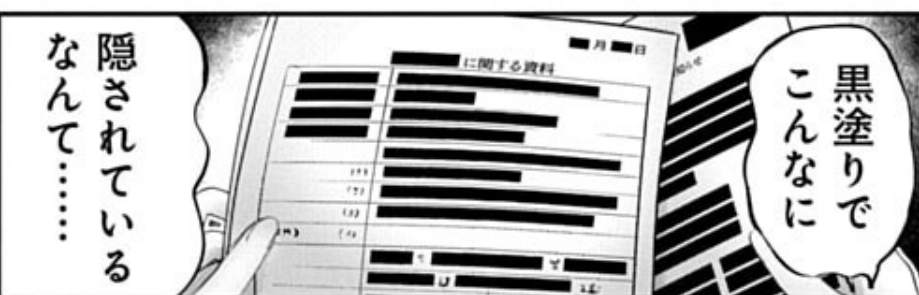 黒塗りで
こんなに
月 日
に関する資料
隠されている
なんて……